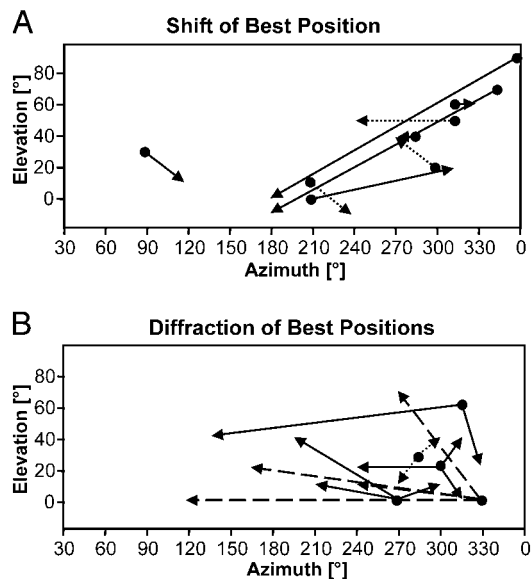 A
Shift of Best Position
Elevation [°]
80
60
40
20
0
30 60 90 120 150 180 210 240 270 300 330 0
Azimuth [°]
B
Diffraction of Best Positions
Elevation [°]
80
60
40
20
0
30 60 90 120 150 180 210 240 270 300 330 0
Azimuth [°]